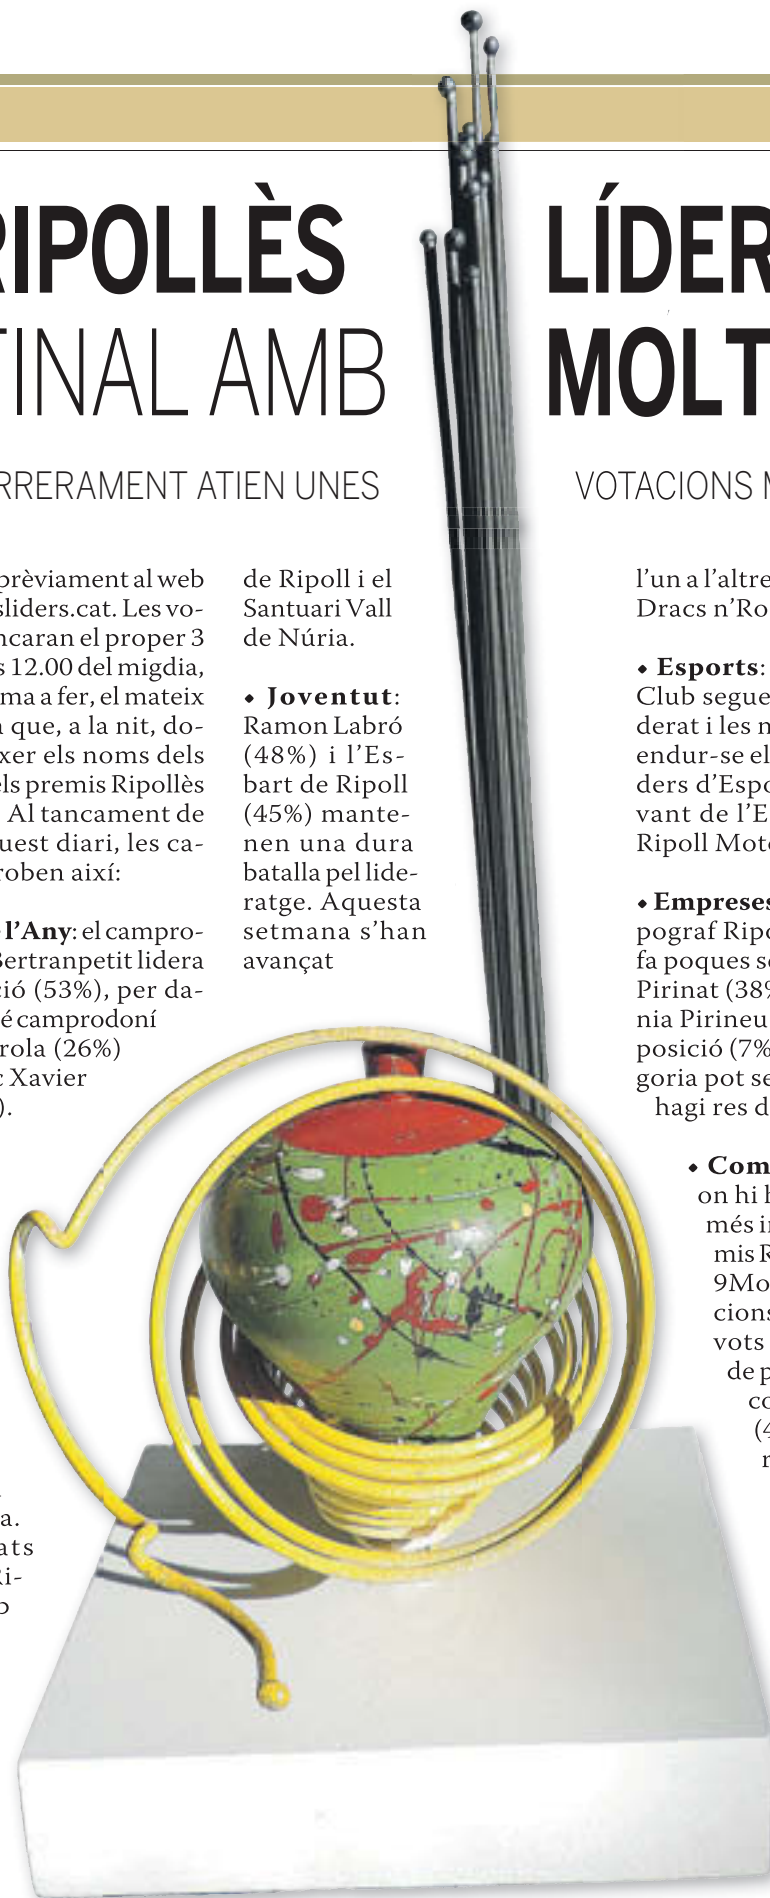 RIPOLLÈS
LÍDER
TINAL AMB
MOLT
RRERAMENT ATIEN UNES
VOTACIONS
prèviament al web
sliders.cat. Les vo-
ncaran el proper 3
s 12.00 del migdia,
ma a fer, el mateix
a que, a la nit, do-
xer els noms dels
els premis Ripollès
. Al tancament de
uest diari, les ca-
roben així:
l’Any: el campro-
Bertranpetit lidera
ció (53%), per da-
é camprodoní
rola (26%)
c Xavier
).
a.
ats
Ri-
de Ripoll i el
Santuari Vall
de Núria.
• Joventut:
Ramon Labró
(48%) i l’Es-
bart de Ripoll
(45%) mante-
nen una dura
batalla pel lide-
ratge. Aquesta
setmana s’han
avançat
l’un a l’altre
Dracs n’Ro
• Esports:
Club segue
derat i les n
endur-se el
ders d’Espo
vant de l’E
Ripoll Moto
• Empreses
pograf Ripo
fa poques se
Pirinat (38%
nia Pirineu
posició (7%
goria pot se
hagi res d
• Com
on hi h
més in
mis R
9Mo
cions
vots
de p
co
(4
r